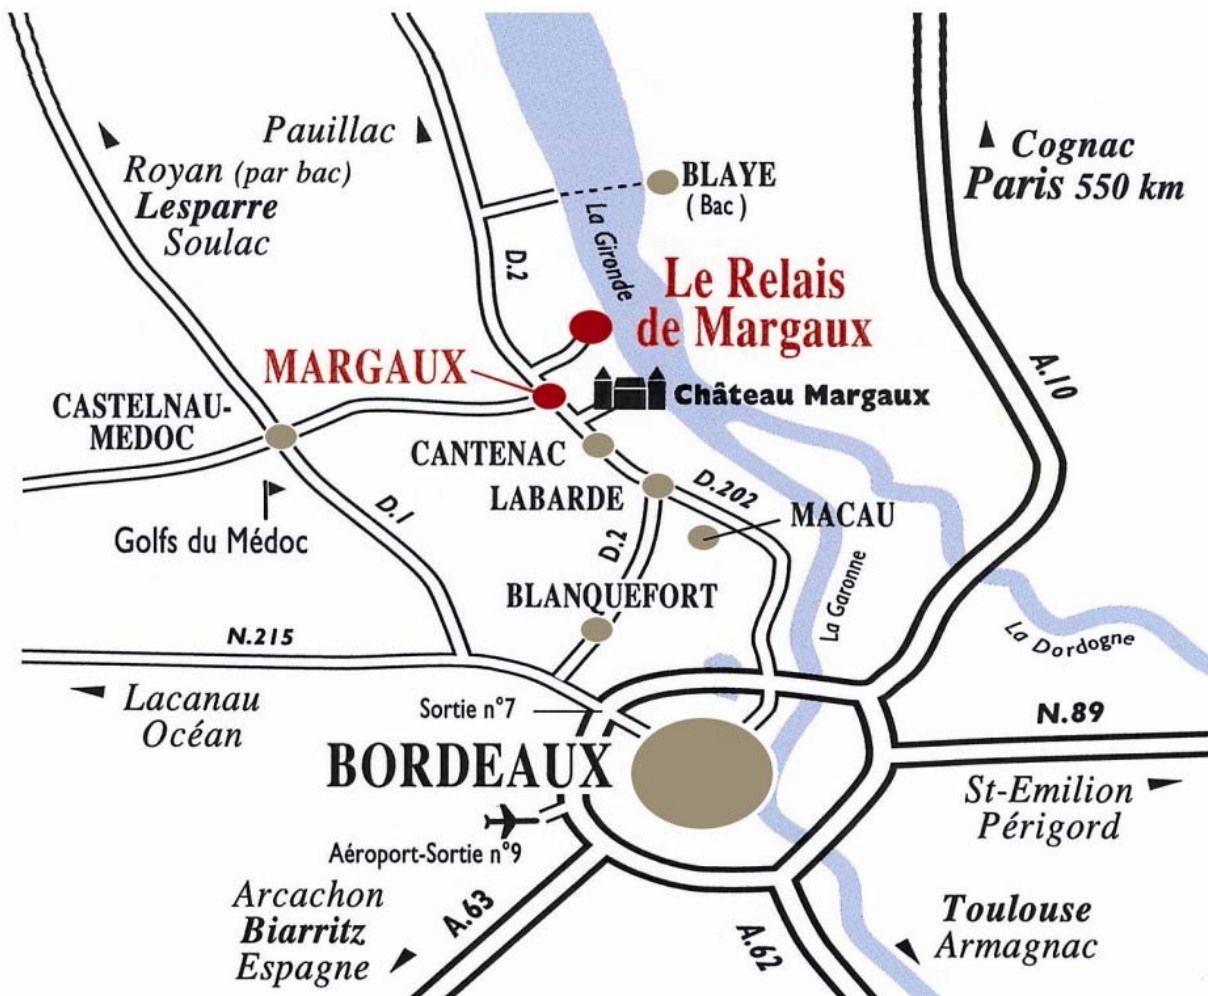 Pauillac
Royan (par bac)
Lesparre
Soulac
BLAYE
( Bac )
Cognac
Paris 550 km
La Gironde
D.2
Le Relais
de Margaux
MARGAUX
Château Margaux
A.10
CASTELNAU-
MEDOC
CANTENAC
LABARDE
D.202
MACAU
D.1
Golfs du Médoc
D.2
BLANQUEFORT
La Garonne
La Dordogne
N.215
Lacanau
Océan
Sortie n°7
N.89
BORDEAUX
St-Emilion
Périgord
Aéroport-Sortie n°9
Arcachon
Biarritz
Espagne
A.63
A.62
Toulouse
Armagnac